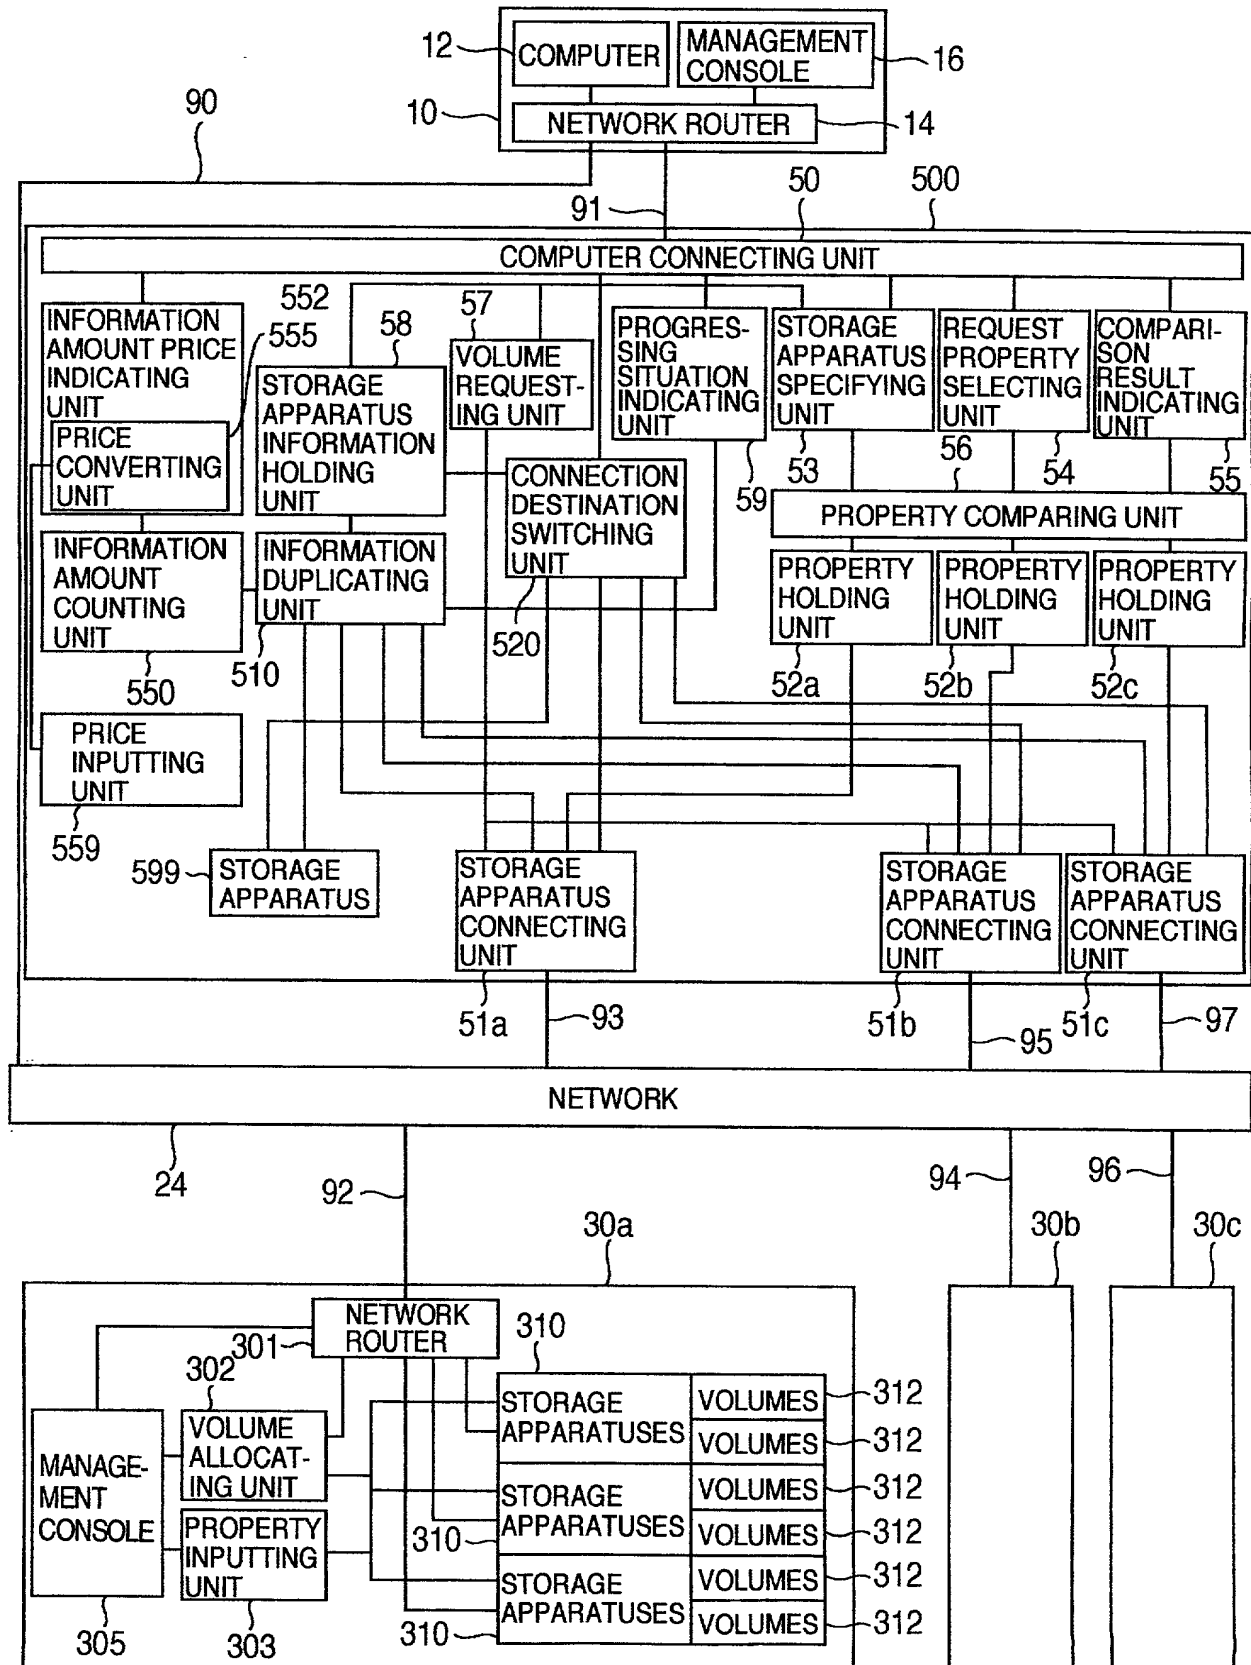 12
COMPUTER
MANAGEMENT
CONSOLE
16
10
NETWORK ROUTER
14
90
91
50
500
COMPUTER CONNECTING UNIT
552
INFORMATION
AMOUNT PRICE
INDICATING
UNIT
555
PRICE
CONVERTING
UNIT
58
STORAGE
APPARATUS
INFORMATION
HOLDING
UNIT
57
VOLUME
REQUEST-
ING UNIT
PROGRES-
SING
SITUATION
INDICATING
UNIT
59
STORAGE
APPARATUS
SPECIFYING
UNIT
53
REQUEST
PROPERTY
SELECTING
UNIT
54
COMPARI-
SON
RESULT
INDICATING
UNIT
55
56
PROPERTY COMPARING UNIT
CONNECTION
DESTINATION
SWITCHING
UNIT
520
INFORMATION
AMOUNT
COUNTING
UNIT
550
INFORMATION
DUPLICATING
UNIT
510
PROPERTY
HOLDING
UNIT
52a
PROPERTY
HOLDING
UNIT
52b
PROPERTY
HOLDING
UNIT
52c
PRICE
INPUTTING
UNIT
559
599
STORAGE
APPARATUS
STORAGE
APPARATUS
CONNECTING
UNIT
51a
STORAGE
APPARATUS
CONNECTING
UNIT
51b
STORAGE
APPARATUS
CONNECTING
UNIT
51c
93
95
97
NETWORK
24
92
94
96
30a
30b
30c
NETWORK
ROUTER
301
310
302
VOLUME
ALLOCAT-
ING UNIT
MANAGE-
MENT
CONSOLE
305
PROPERTY
INPUTTING
UNIT
303
STORAGE
APPARATUSES
VOLUMES
312
VOLUMES
312
STORAGE
APPARATUSES
310
VOLUMES
312
VOLUMES
312
STORAGE
APPARATUSES
310
VOLUMES
312
VOLUMES
312